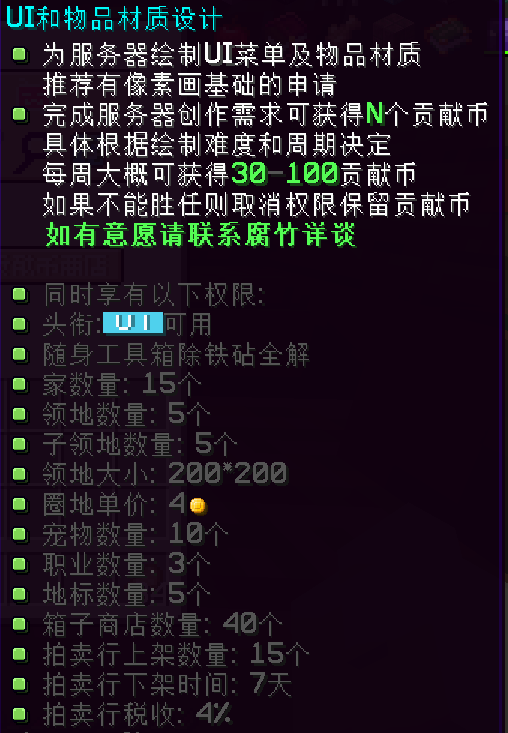 UI和物品材质设计
为服务器绘制UI菜单及物品材质
推荐有像素画基础的申请
完成服务器创作需求可获得N个贡献币
具体根据绘制难度和周期决定
每周大概可获得30-100贡献币
如果不能胜任则取消权限保留贡献币
如有意愿请联系腐竹详谈
同时享有以下权限:
头衔: UI 可用
随身工具箱除铁砧全解
家数量: 15个
领地数量: 5个
子领地数量: 5个
领地大小: 200*200
圈地单价: 4
宠物数量: 10个
职业数量: 3个
地标数量: 5个
箱子商店数量: 40个
拍卖行上架数量: 15个
拍卖行下架时间: 7天
拍卖行税收: 4%